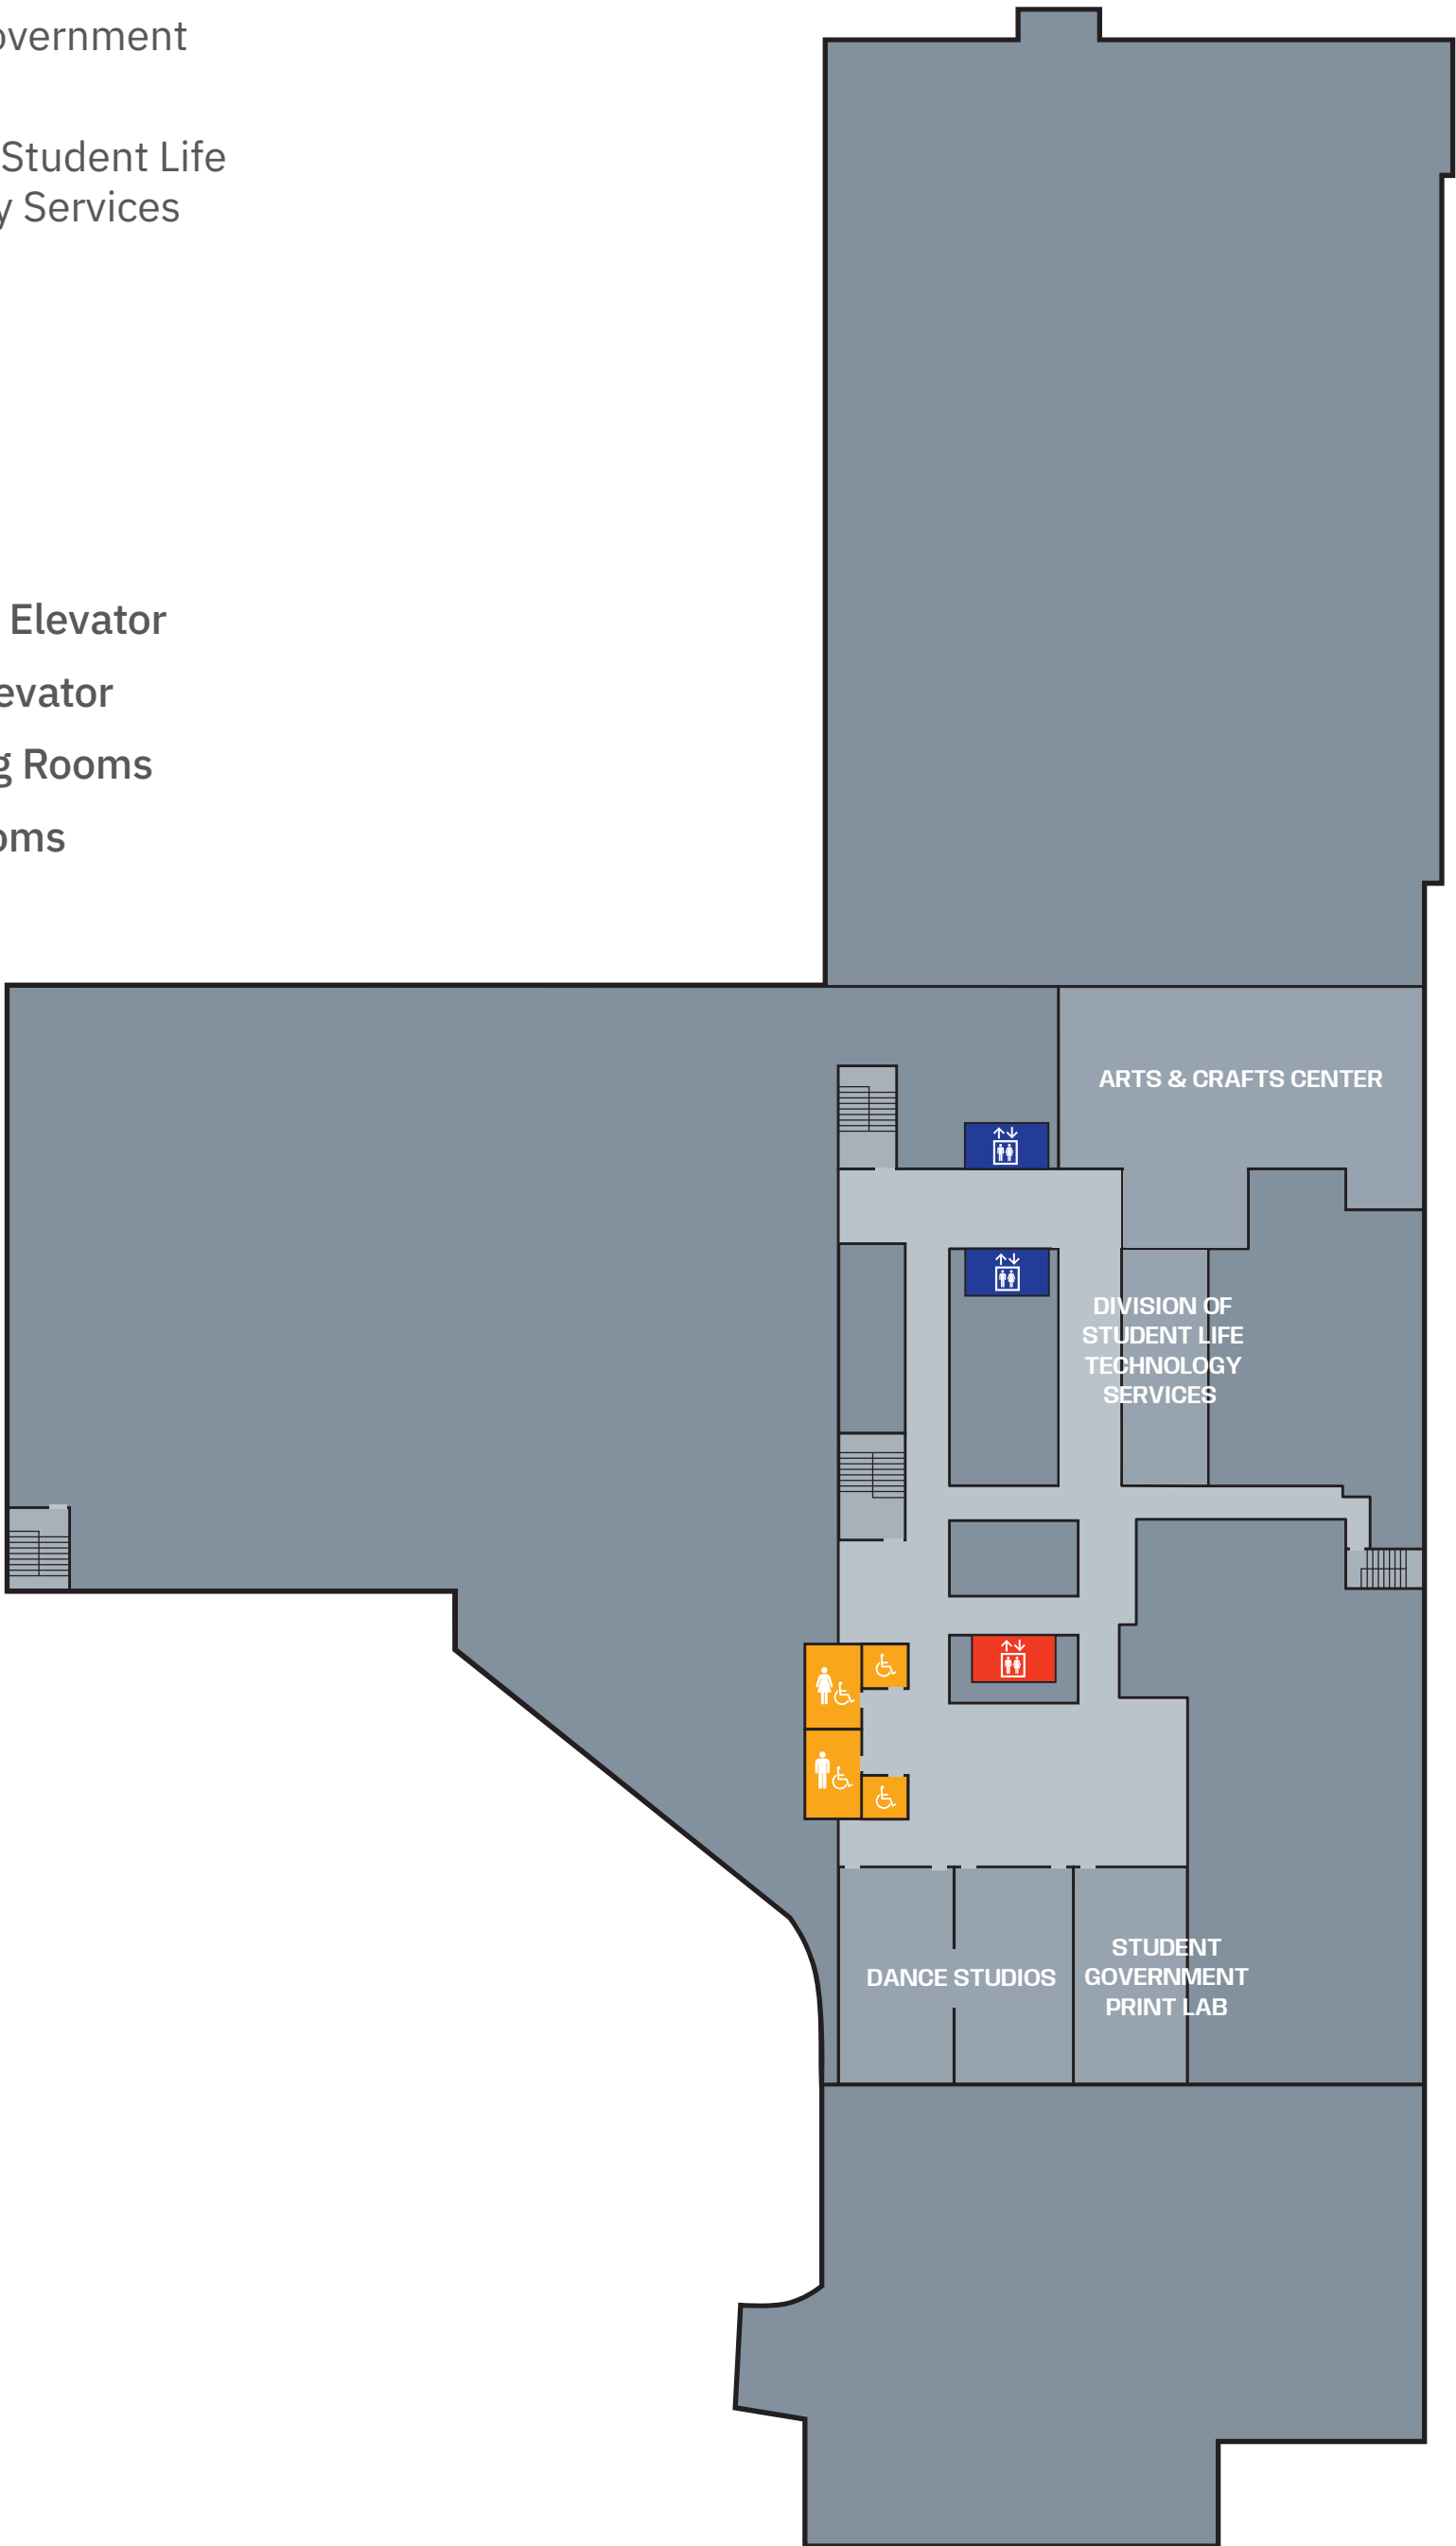 overnment
Student Life
y Services
Elevator
evator
g Rooms
oms
ARTS & CRAFTS CENTER
DIVISION OF
STUDENT LIFE
TECHNOLOGY
SERVICES
DANCE STUDIOS
STUDENT
GOVERNMENT
PRINT LAB